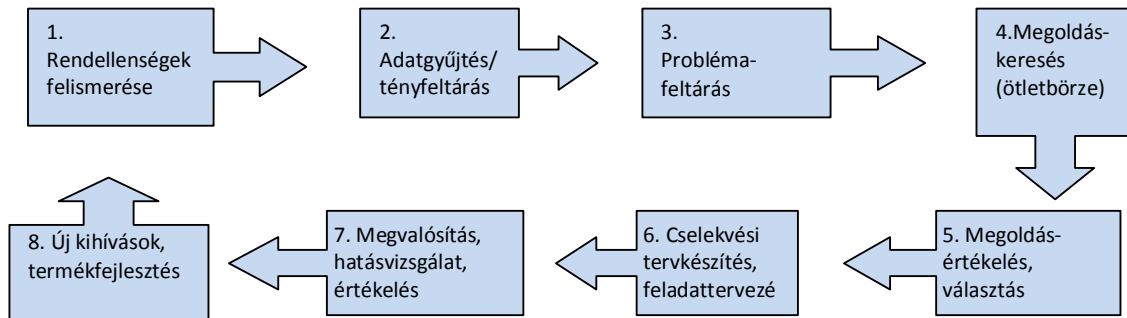 1.
Rendellenségek
felismerése
2.
Adatgyűjtés/
tényfeltárás
3.
Probléma-
feltárás
4.Megoldás-
keresés
(ötletbörze)
5. Megoldás-
értékelés,
választás
6. Cselekvési
tervkészítés,
feladattervezé
7. Megvalósítás,
hatásvizsgálat,
értékelés
8. Új kihívások,
termékfejlesztés